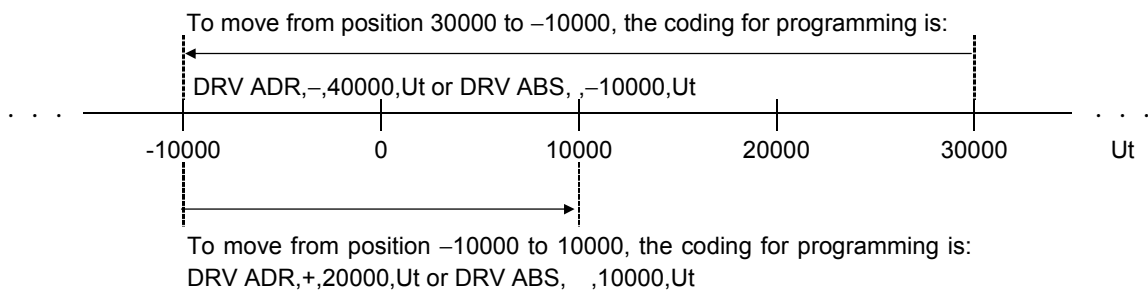 To move from position 30000 to −10000, the coding for programming is:
DRV ADR,−,40000,Ut or DRV ABS, ,−10000,Ut
. . . . . .
-10000 0 10000 20000 30000 Ut
To move from position −10000 to 10000, the coding for programming is:
DRV ADR,+,20000,Ut or DRV ABS, ,10000,Ut